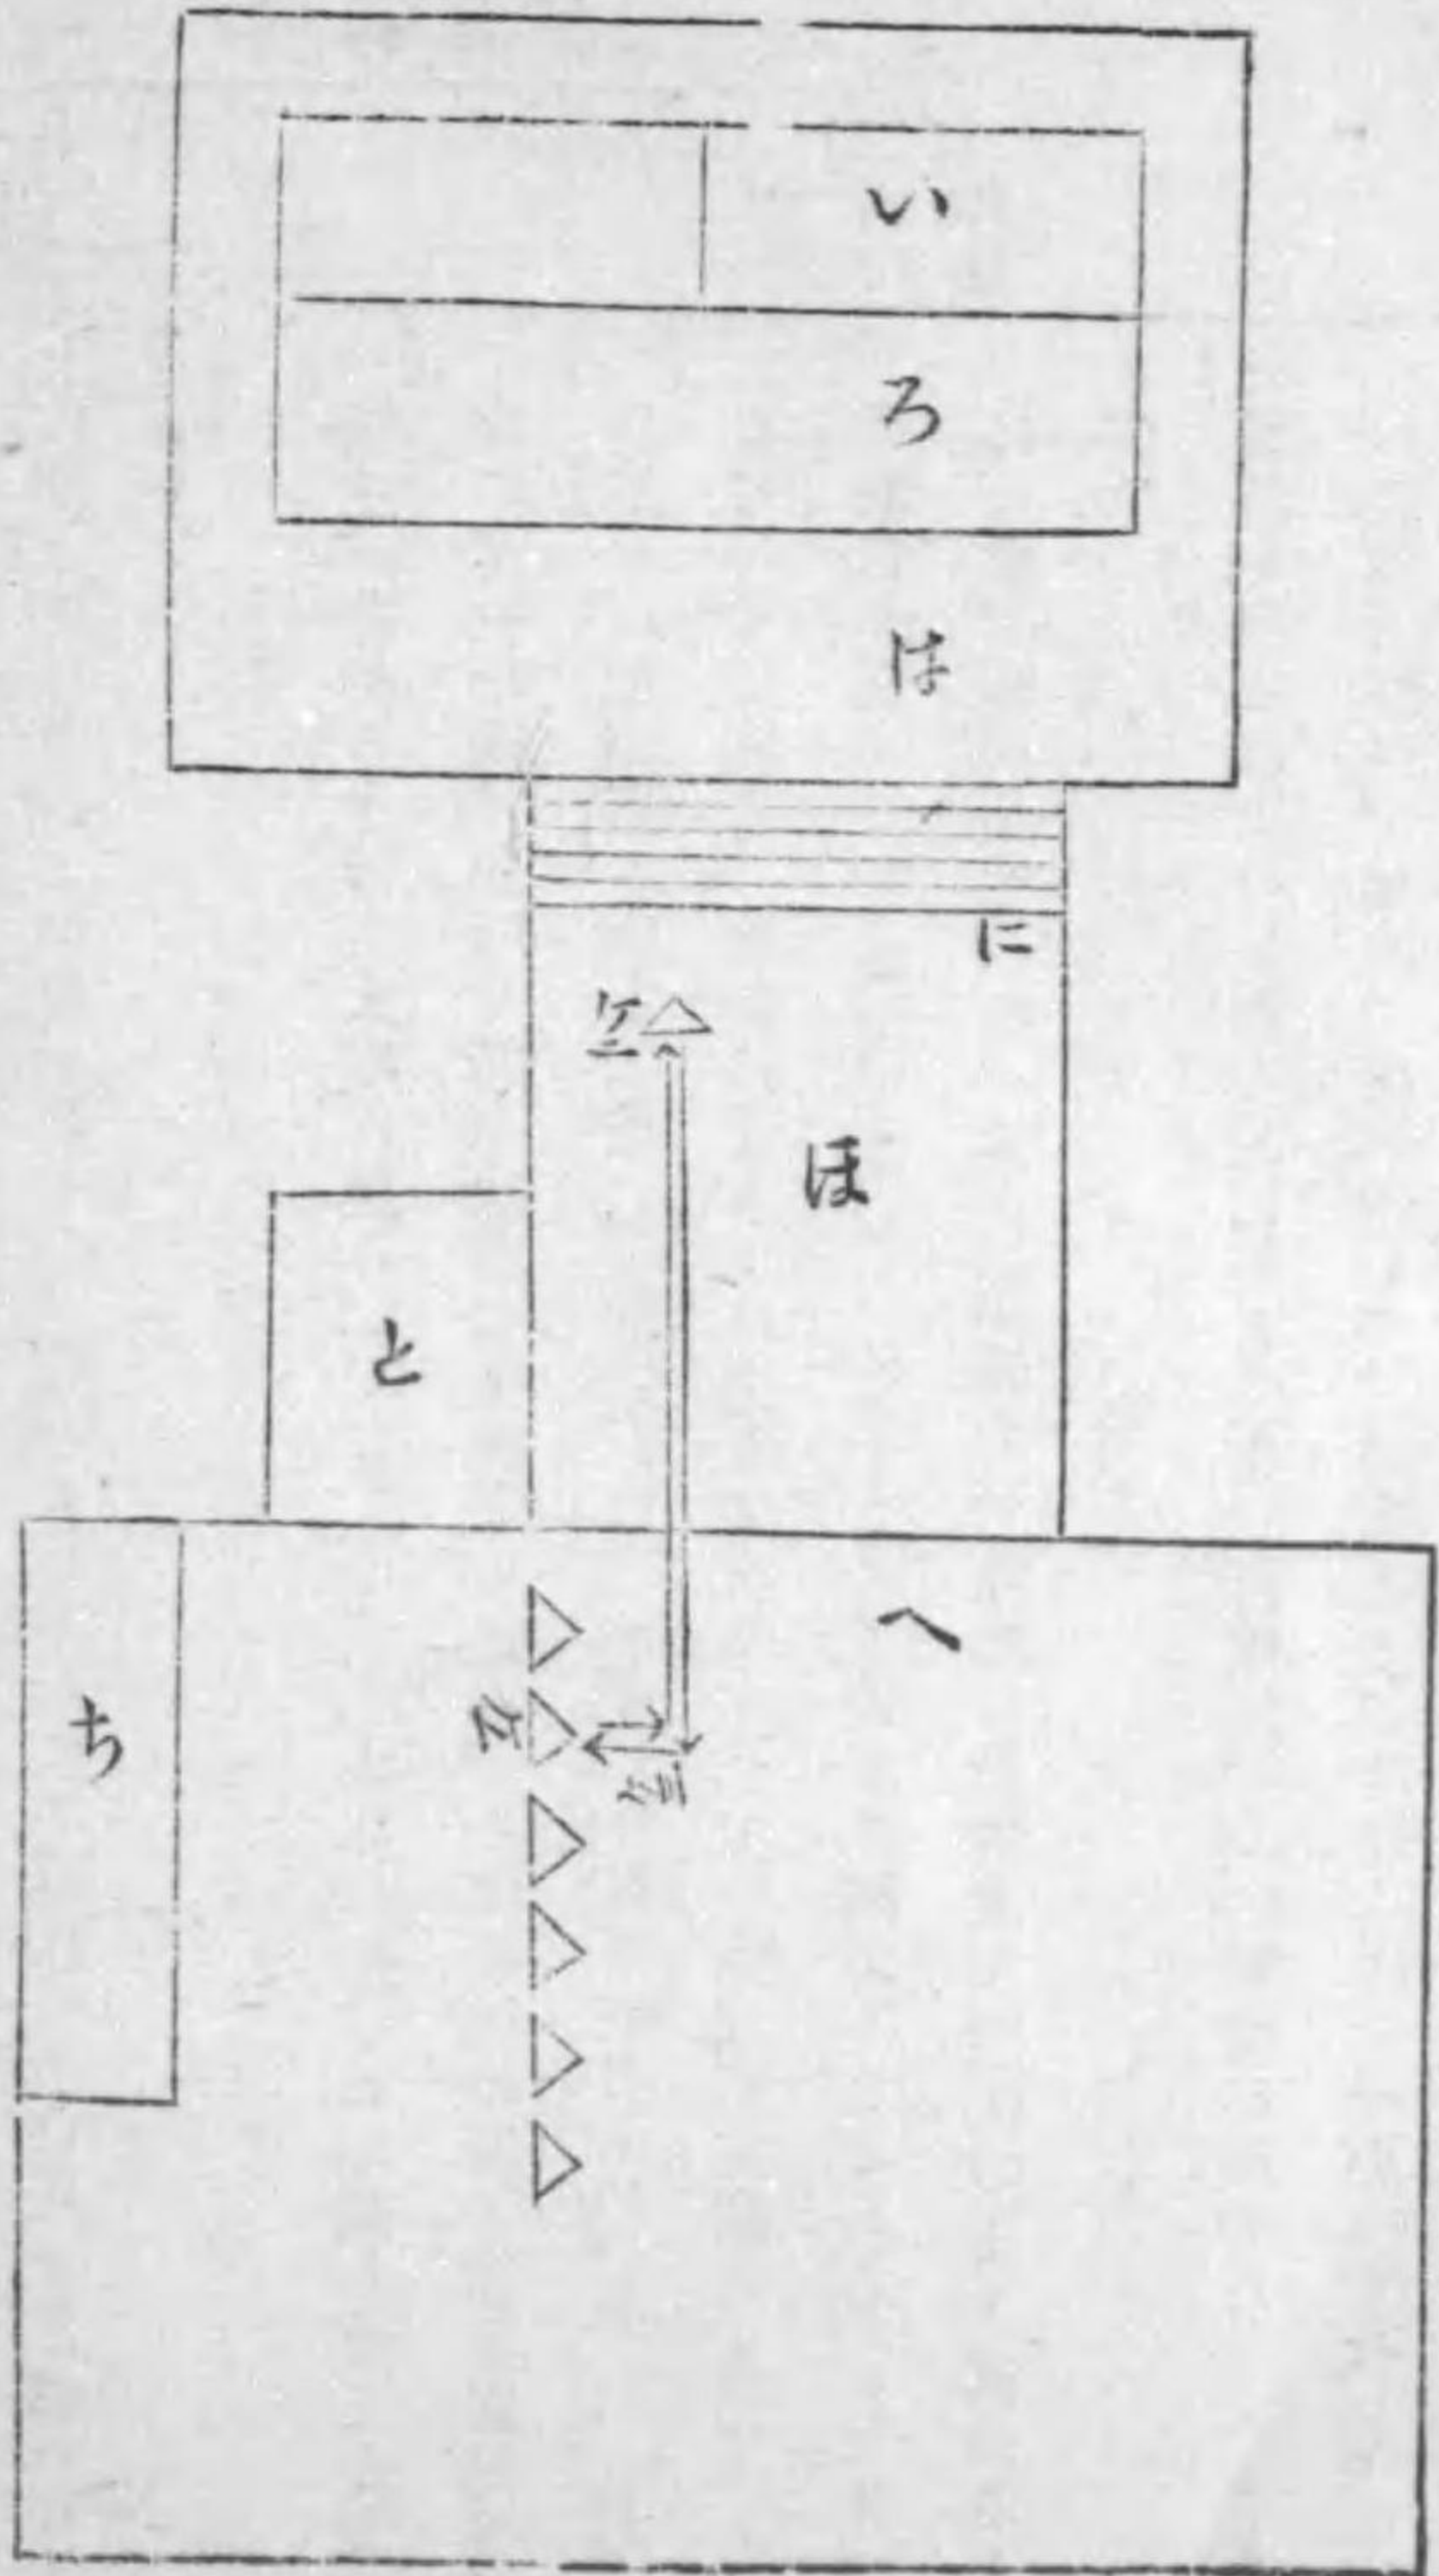 い
ろ
は
に
ほ
と
へ
ち